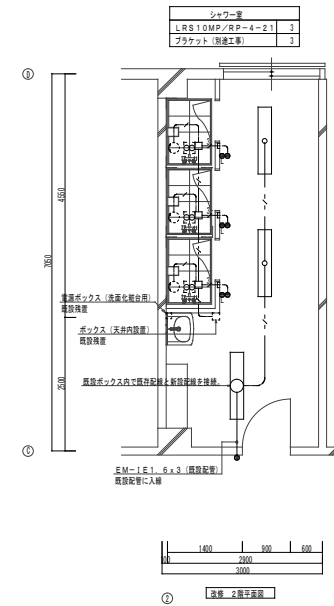 シャワー室
LRS10MP/RP-4-21 3
ブラケット（別途工事） 3
D
4550
7050
2500
電源ボックス（洗面化粧台用）
既設残置
ボックス（天井内設置）
既設残置
既設ボックス内で既存配線と新設配線を接続。
C
EM-IE1.6x3（既設配管）
既設配管に入線
1400 900 600
100 2900
3000
2
改修 2階平面図